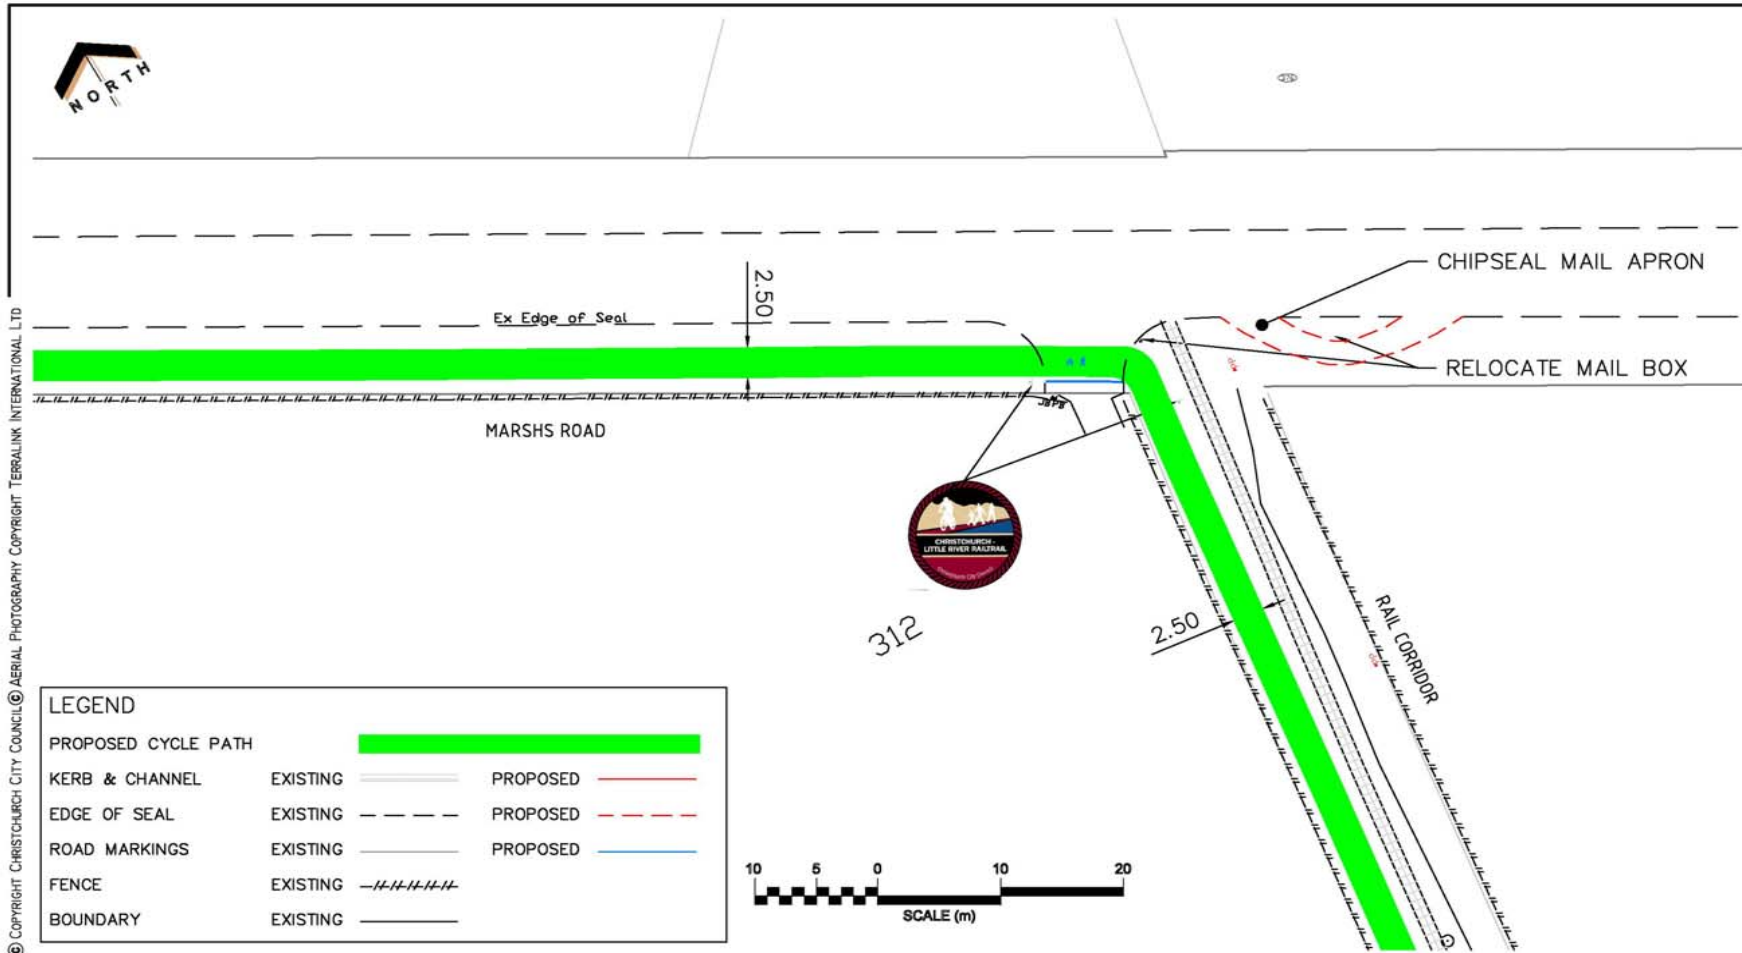 NORTH
CHIPSEAL MAIL APRON
2.50
Ex Edge of Seal
RELOCATE MAIL BOX
MARSHS ROAD
CHRISTCHURCH -
LITTLE RIVER RAILTRAIL
Christchurch City Council
312
2.50
RAIL CORRIDOR
LEGEND
PROPOSED CYCLE PATH
KERB & CHANNEL EXISTING PROPOSED
EDGE OF SEAL EXISTING PROPOSED
ROAD MARKINGS EXISTING PROPOSED
FENCE EXISTING
BOUNDARY EXISTING
10 5 0 10 20
SCALE (m)
© COPYRIGHT CHRISTCHURCH CITY COUNCIL © AERIAL PHOTOGRAPHY COPYRIGHT TERRALINK INTERNATIONAL LTD